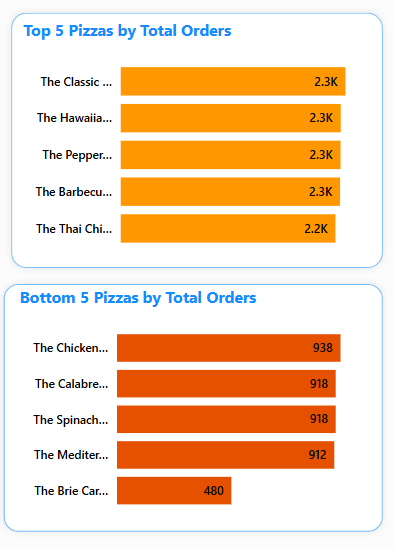 Top 5 Pizzas by Total Orders
The Classic ... 2.3K
The Hawaiia... 2.3K
The Pepper... 2.3K
The Barbecu... 2.3K
The Thai Chi... 2.2K
Bottom 5 Pizzas by Total Orders
The Chicken... 938
The Calabre... 918
The Spinach... 918
The Mediter... 912
The Brie Car... 480